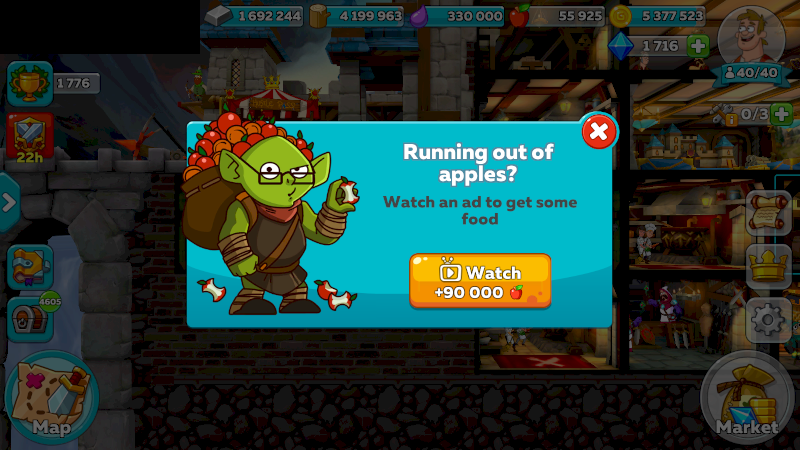 1 692 244
4 199 963
330 000
55 925
5 377 523
1 716
40/40
1 776
0/3
22h
Running out of
apples?
Watch an ad to get some
food
Watch
+90 000
4605
Map
Market